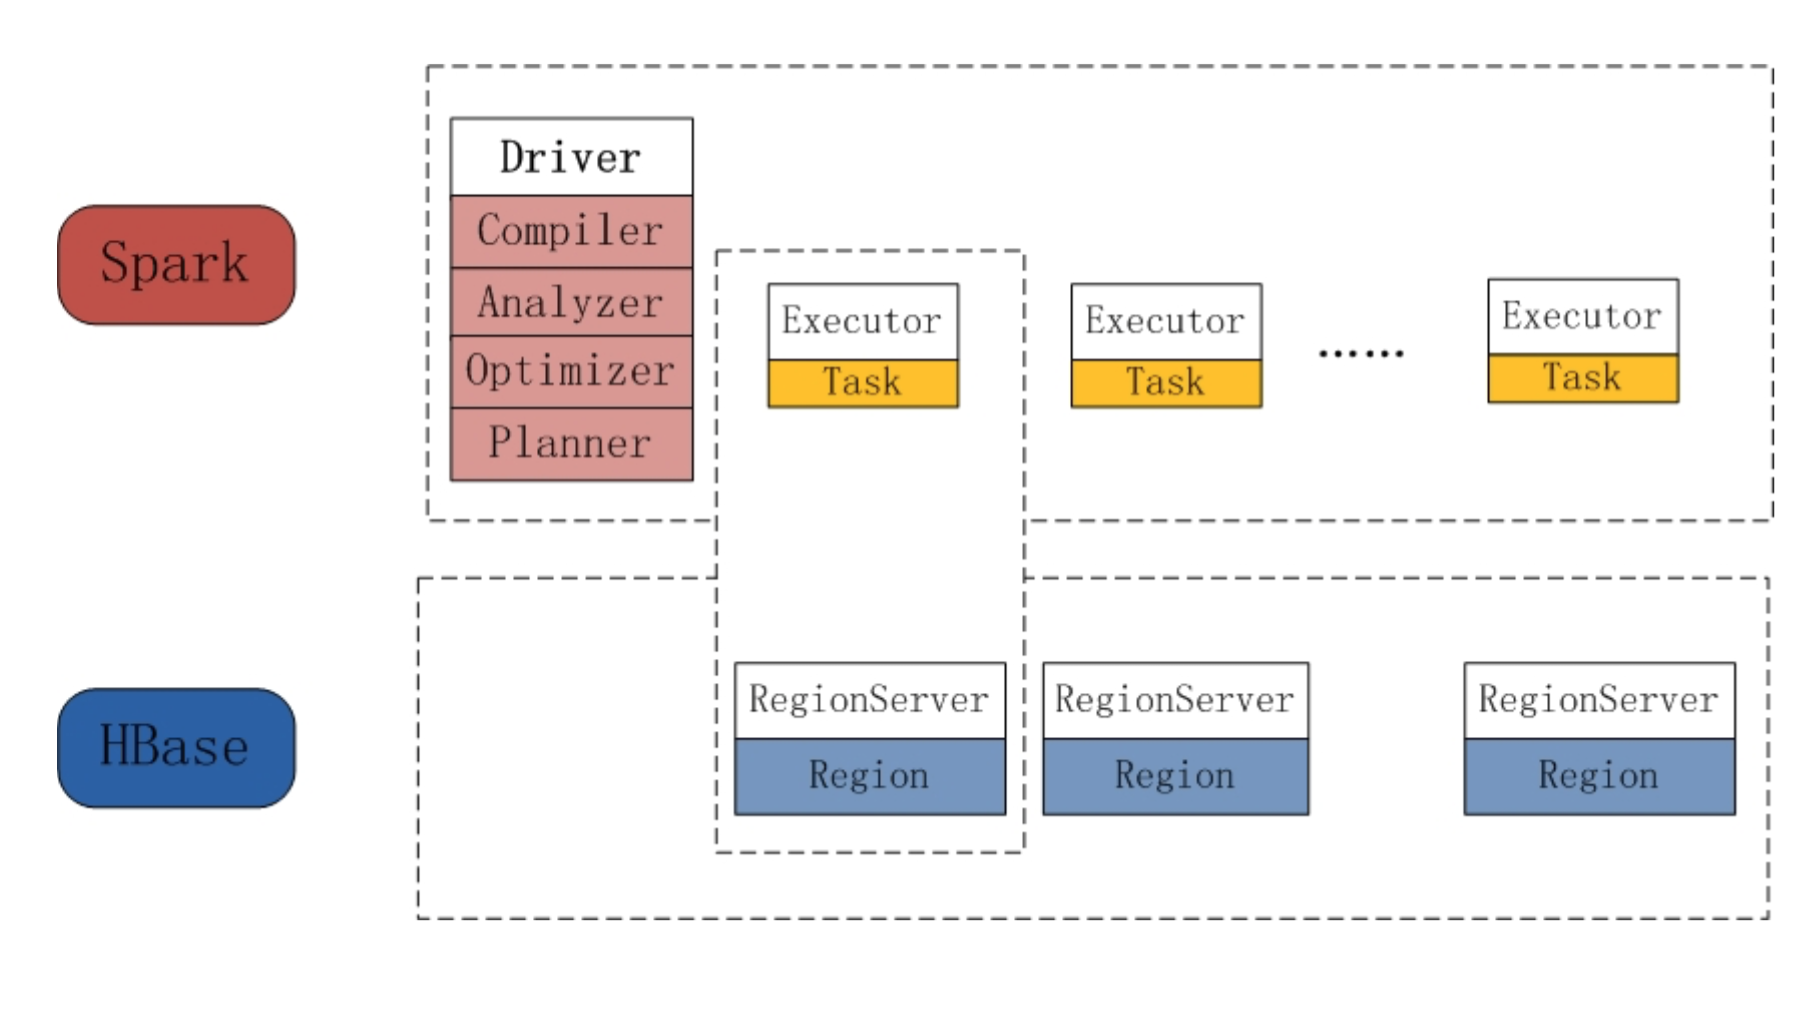 Spark
Driver
Compiler
Analyzer
Optimizer
Planner
Executor
Task
Executor
Task
......
Executor
Task
HBase
RegionServer
Region
RegionServer
Region
RegionServer
Region